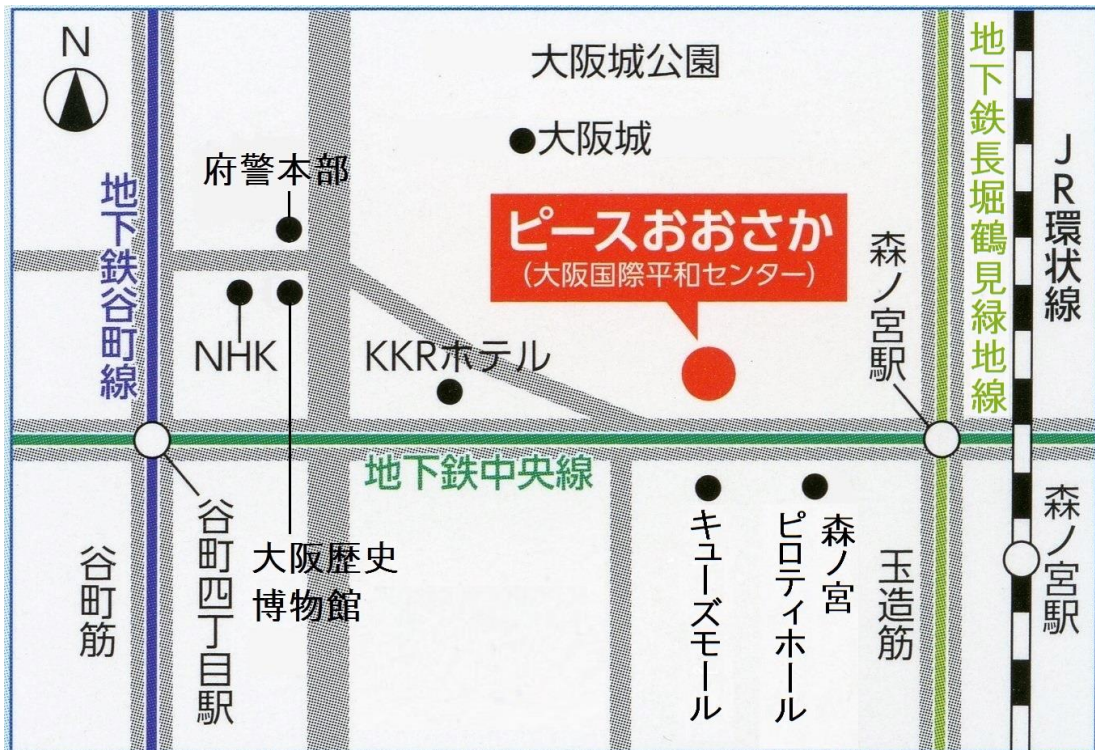 N
大阪城公園
大阪城
府警本部
地下鉄谷町線
ピースおおさか
(大阪国際平和センター)
森ノ宮駅
地下鉄長堀鶴見緑地線
JR環状線
NHK
KKRホテル
地下鉄中央線
谷町筋
谷町四丁目駅
大阪歴史
博物館
キューズモール
森ノ宮
ピロティホール
玉造筋
森ノ宮駅